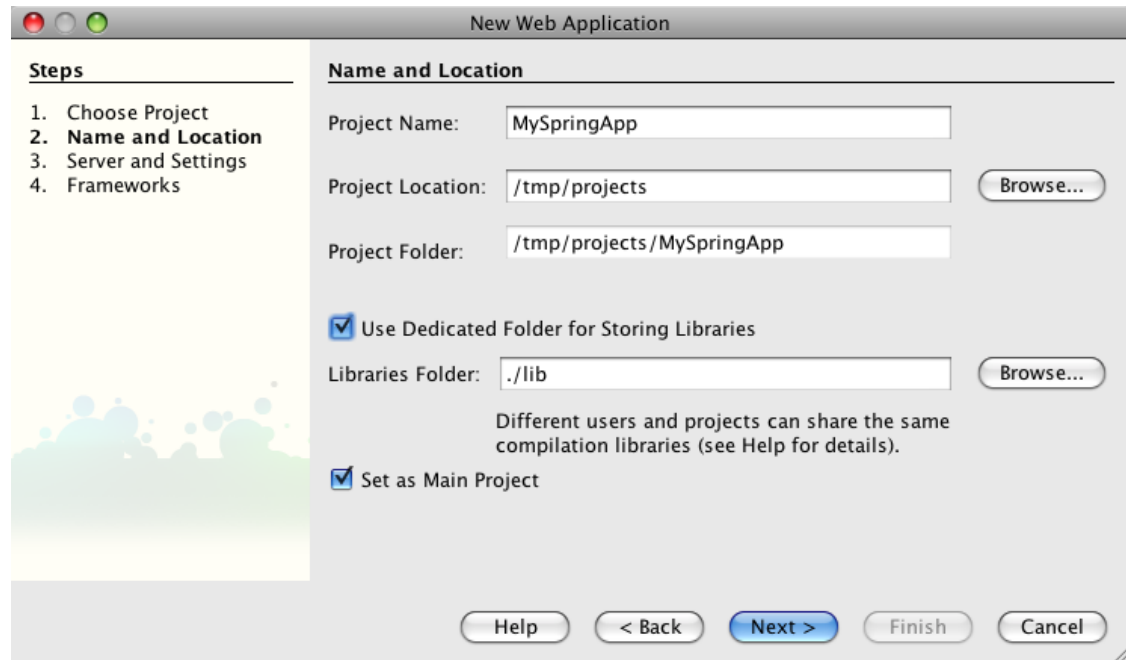 New Web Application
Steps
1. Choose Project
2. Name and Location
3. Server and Settings
4. Frameworks
Name and Location
Project Name: MySpringApp
Project Location: /tmp/projects Browse...
Project Folder: /tmp/projects/MySpringApp
Use Dedicated Folder for Storing Libraries
Libraries Folder: ./lib Browse...
Different users and projects can share the same
compilation libraries (see Help for details).
Set as Main Project
Help < Back Next > Finish Cancel